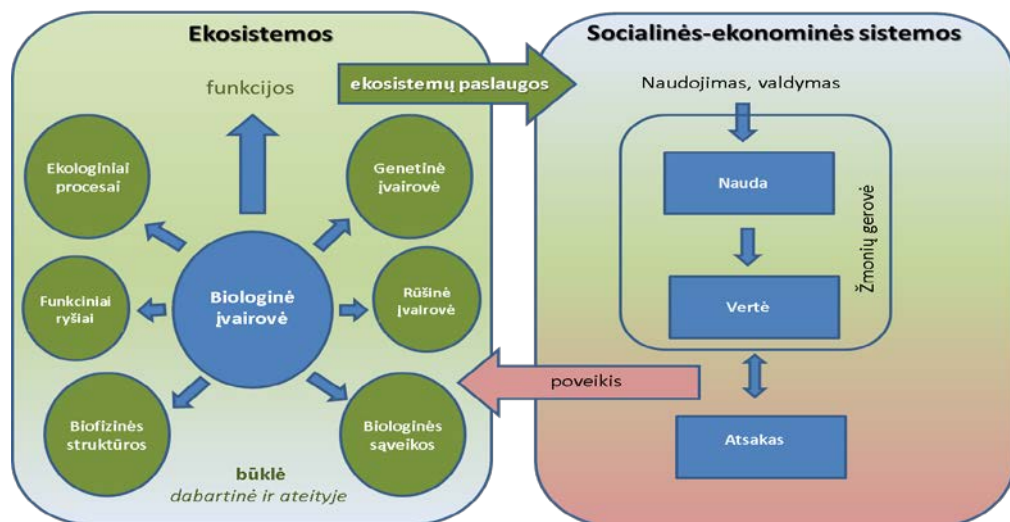 Ekosistemos
funkcijos
Ekologiniai
procesai
Genetinė
įvairovė
Funkciniai
ryšiai
Biologinė
įvairovė
Rūšinė
įvairovė
Biofizinės
struktūros
Biologinės
sąveikos
būklė
dabartinė ir ateityje
ekosistemų paslaugos
poveikis
Socialinės-ekonominės sistemos
Naudojimas, valdymas
Nauda
Vertė
Žmonių gerovė
Atsakas